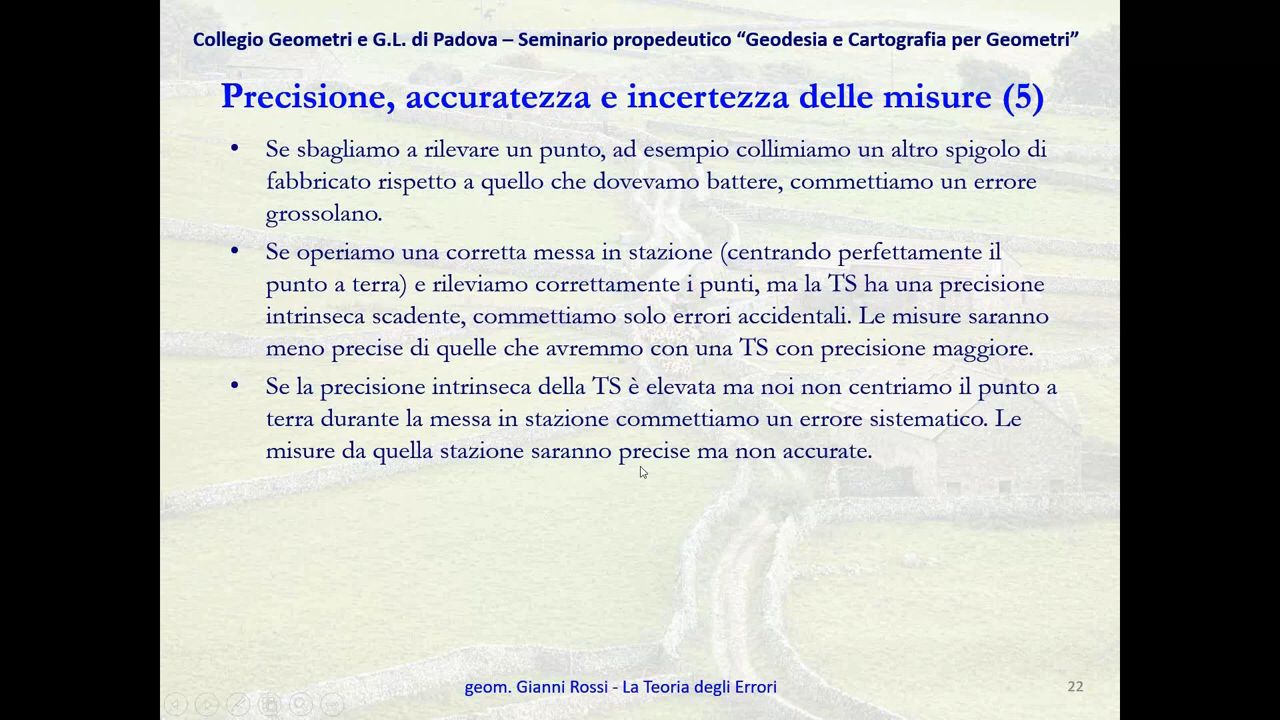 Collegio Geometri e G.L. di Padova – Seminario propedeutico “Geodesia e Cartografia per Geometri”
Precisione, accuratezza e incertezza delle misure (5)
• Se sbagliamo a rilevare un punto, ad esempio collimiamo un altro spigolo di
fabbricato rispetto a quello che dovevamo battere, commettiamo un errore
grossolano.
• Se operiamo una corretta messa in stazione (centrando perfettamente il
punto a terra) e rileviamo correttamente i punti, ma la TS ha una precisione
intrinseca scadente, commettiamo solo errori accidentali. Le misure saranno
meno precise di quelle che avremmo con una TS con precisione maggiore.
• Se la precisione intrinseca della TS è elevata ma noi non centriamo il punto a
terra durante la messa in stazione commettiamo un errore sistematico. Le
misure da quella stazione saranno precise ma non accurate.
geom. Gianni Rossi - La Teoria degli Errori
22